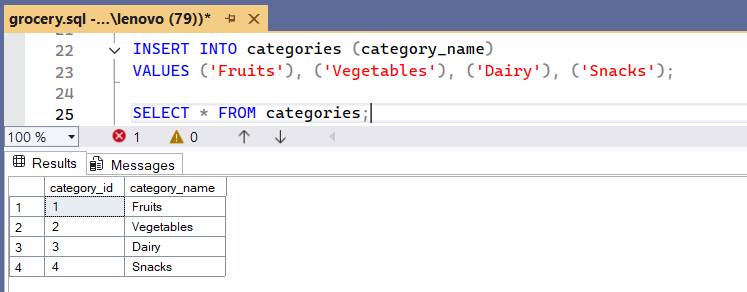 grocery.sql -...\lenovo (79))*
21
22 INSERT INTO categories (category_name)
23 VALUES ('Fruits'), ('Vegetables'), ('Dairy'), ('Snacks');
24
25 SELECT * FROM categories;
100 % 1 0
Results Messages
category_id category_name
1 1 Fruits
2 2 Vegetables
3 3 Dairy
4 4 Snacks